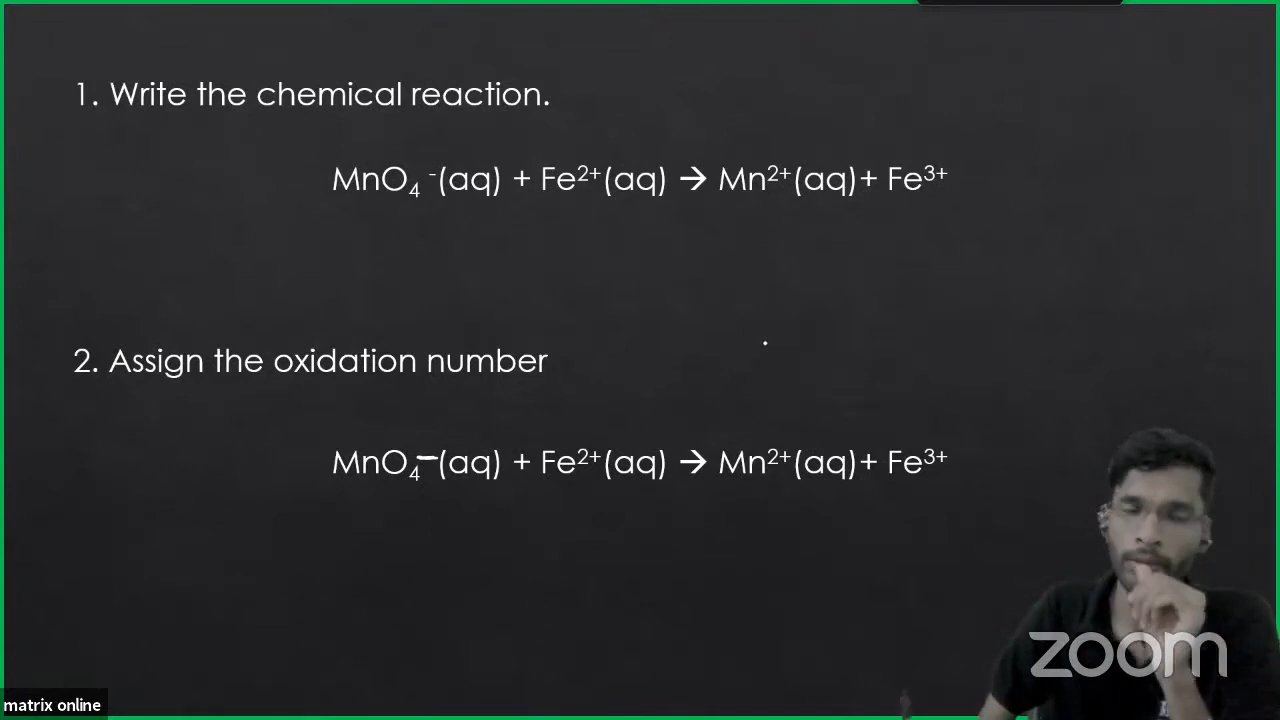 1. Write the chemical reaction.
MnO₄ ⁻(aq) + Fe²⁺(aq) → Mn²⁺(aq)+ Fe³⁺
2. Assign the oxidation number
MnO₄⁻(aq) + Fe²⁺(aq) → Mn²⁺(aq)+ Fe³⁺
zoom
matrix online